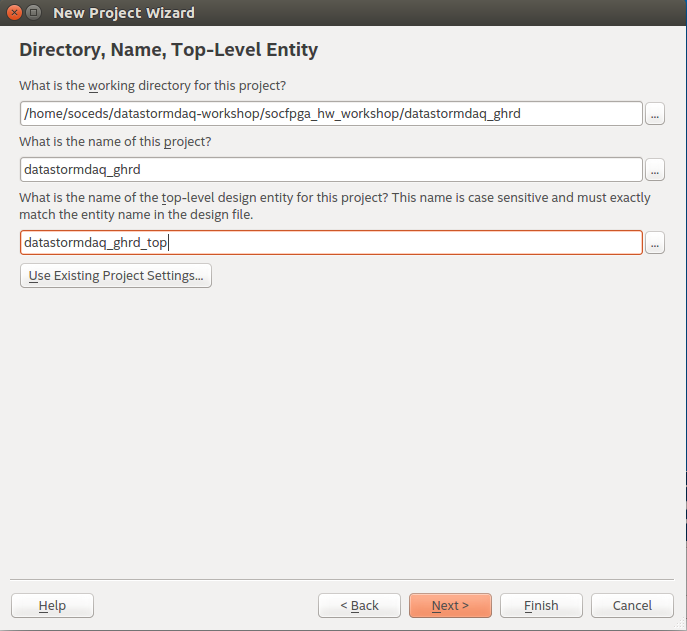 New Project Wizard
Directory, Name, Top-Level Entity
What is the working directory for this project?
/home/soceds/datastormdaq-workshop/socfpga_hw_workshop/datastormdaq_ghrd
...
What is the name of this project?
datastormdaq_ghrd
...
What is the name of the top-level design entity for this project? This name is case sensitive and must exactly
match the entity name in the design file.
datastormdaq_ghrd_top
...
Use Existing Project Settings...
Help
< Back
Next >
Finish
Cancel